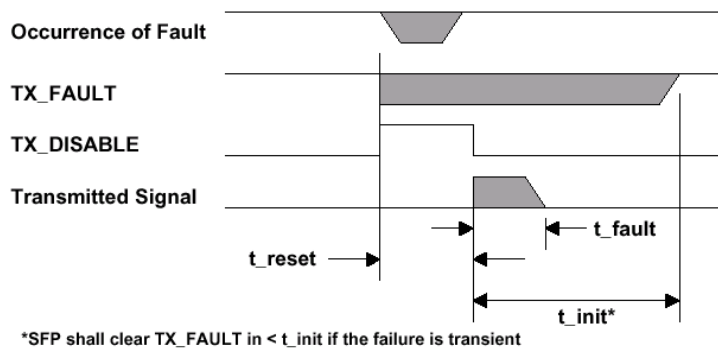 Occurrence of Fault
TX_FAULT
TX_DISABLE
Transmitted Signal
t_fault
t_reset
t_init*
*SFP shall clear TX_FAULT in < t_init if the failure is transient